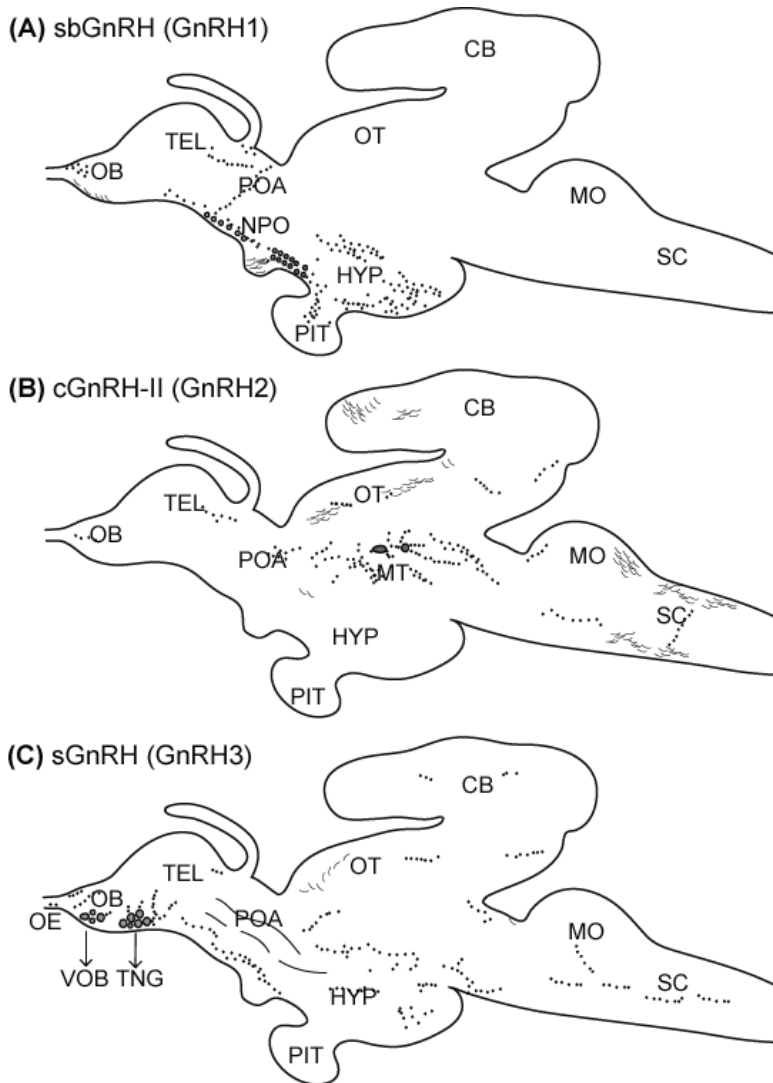 (A) sbGnRH (GnRH1)
CB
TEL
OT
OB
POA
MO
NPO
SC
HYP
PIT
(B) cGnRH-II (GnRH2)
CB
TEL
OT
OB
POA
MT
MO
SC
HYP
PIT
(C) sGnRH (GnRH3)
CB
TEL
OT
OB
OE
POA
MO
VOB TNG
HYP
SC
PIT